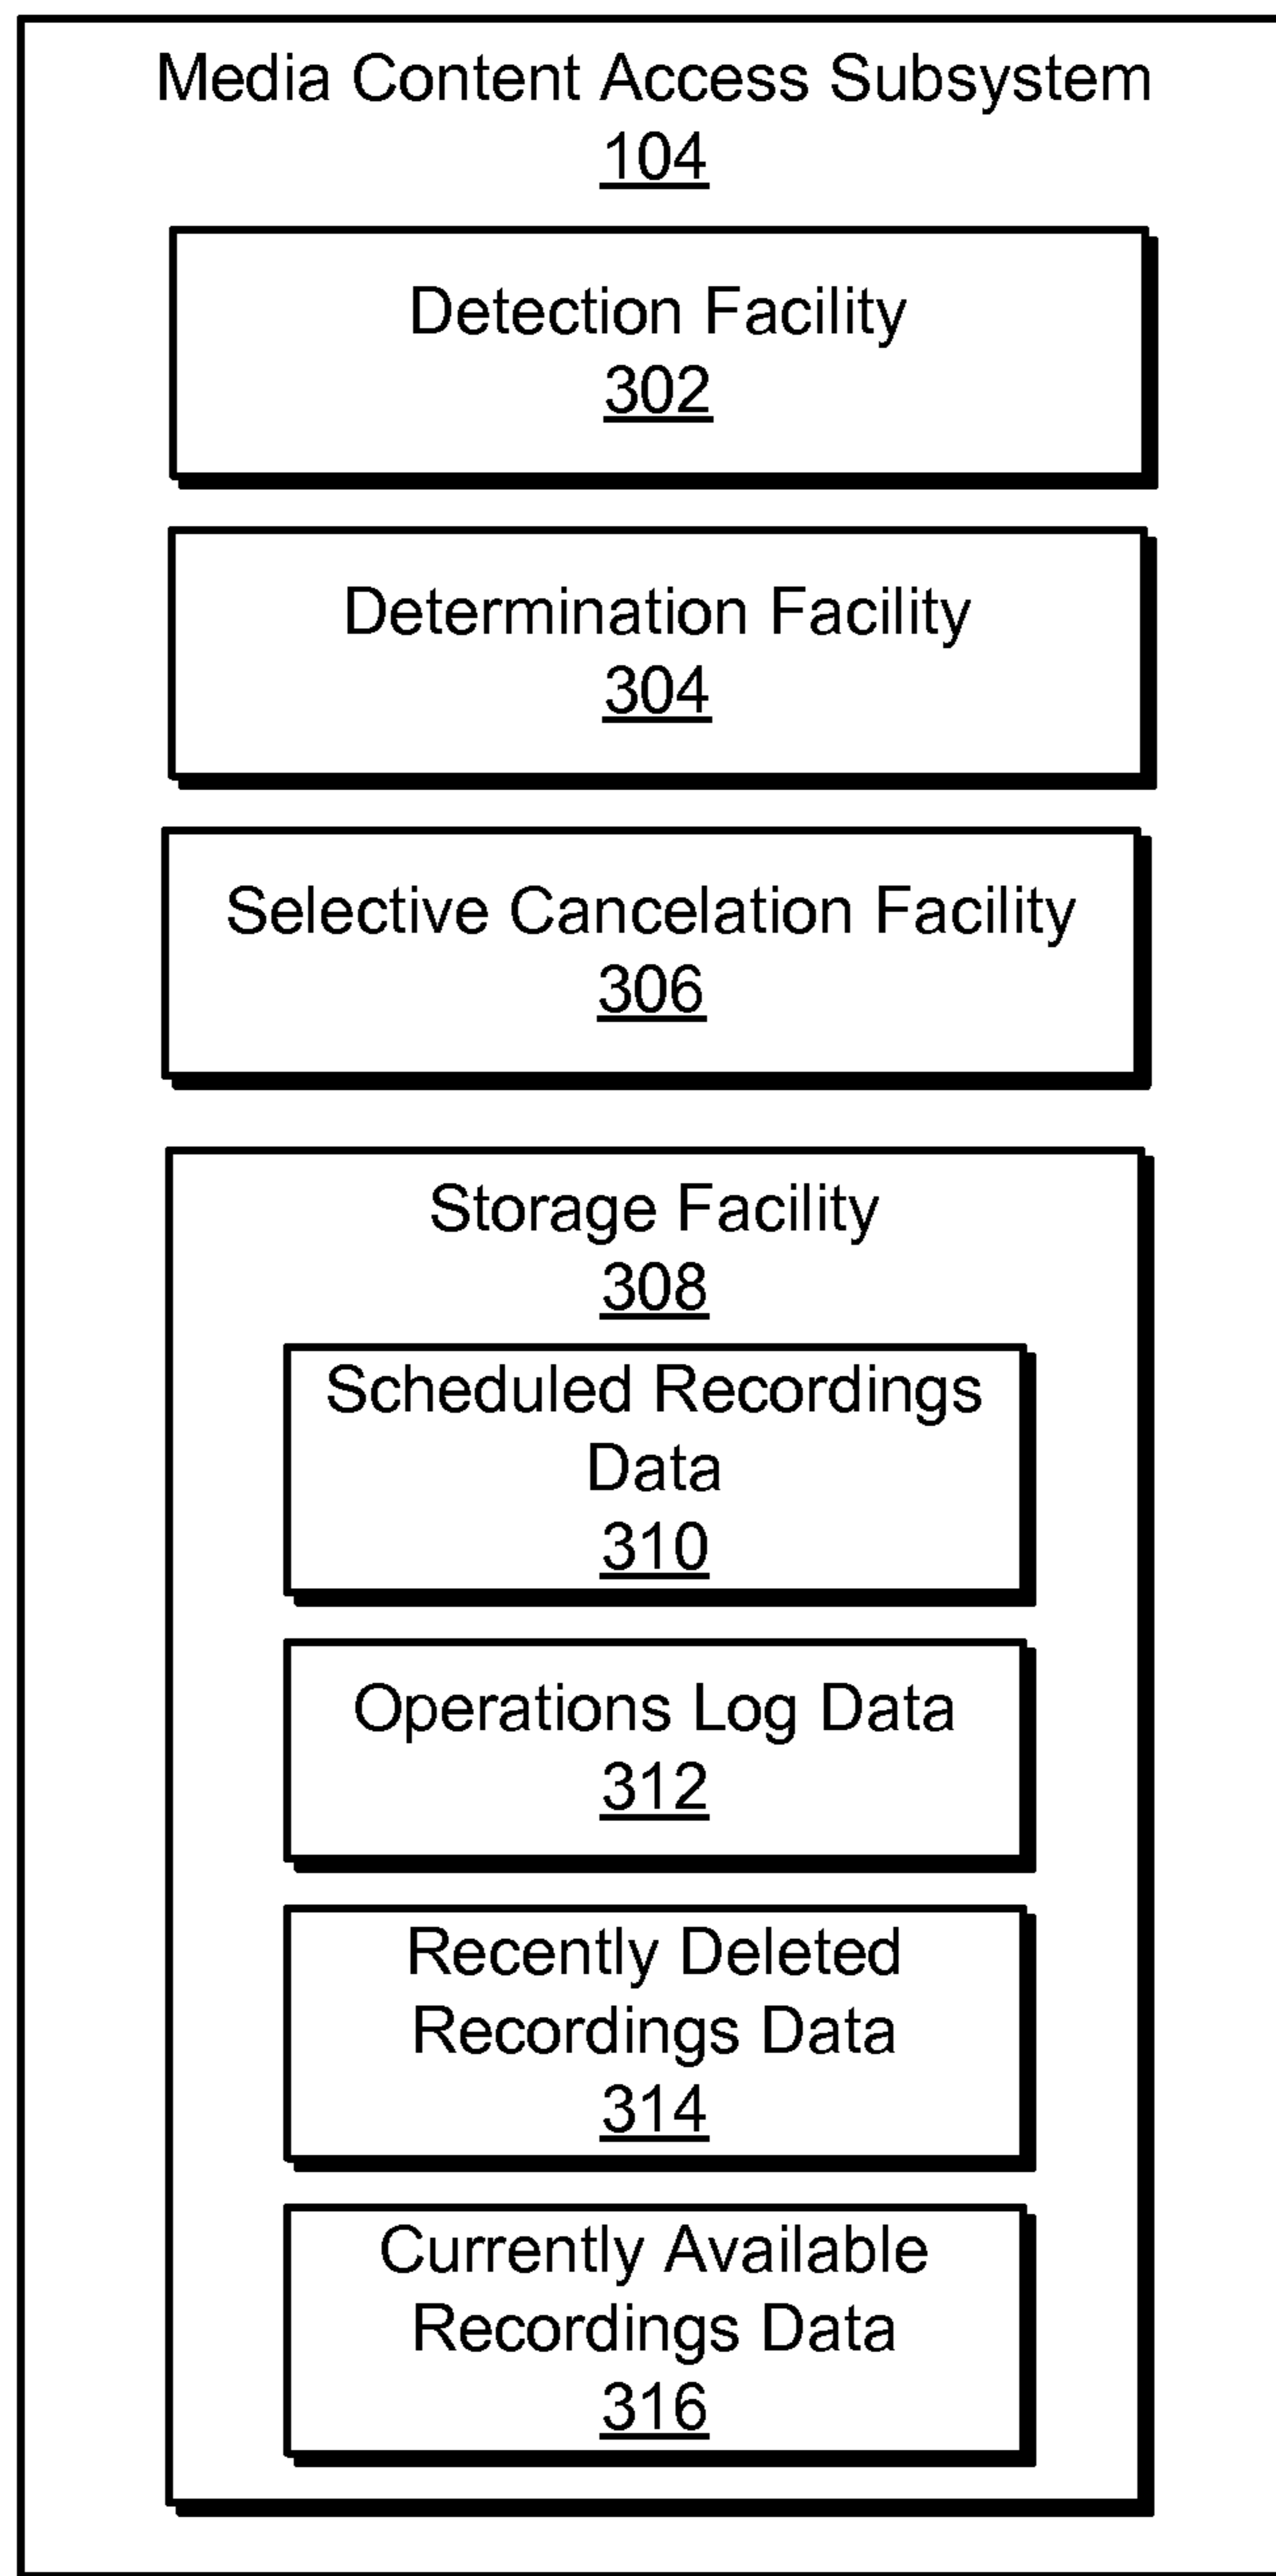 Media Content Access Subsystem
104
Detection Facility
302
Determination Facility
304
Selective Cancelation Facility
306
Storage Facility
308
Scheduled Recordings
Data
310
Operations Log Data
312
Recently Deleted
Recordings Data
314
Currently Available
Recordings Data
316